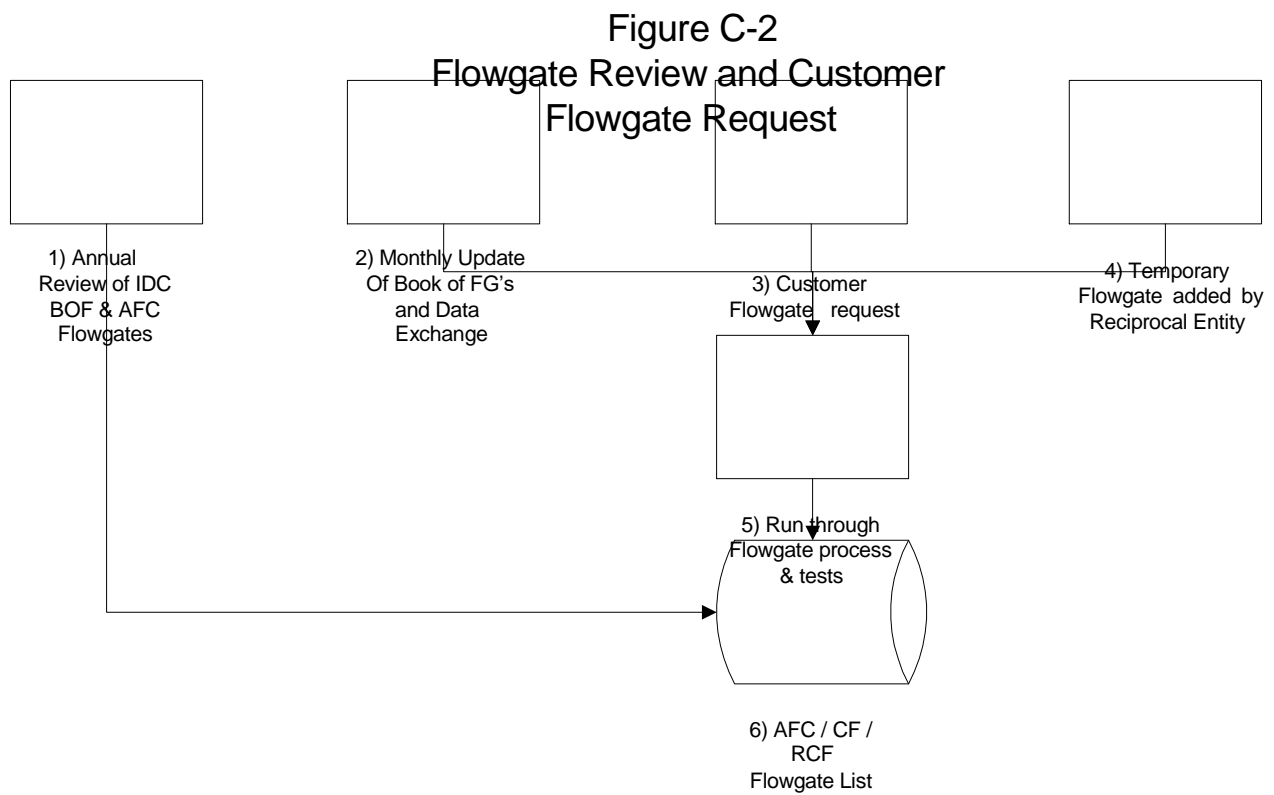 Figure C-2
Flowgate Review and Customer
Flowgate Request
1) Annual
Review of IDC
BOF & AFC
Flowgates
2) Monthly Update
Of Book of FG's
and Data
Exchange
3) Customer
Flowgate request
4) Temporary
Flowgate added by
Reciprocal Entity
5) Run through
Flowgate process
& tests
6) AFC / CF /
RCF
Flowgate List